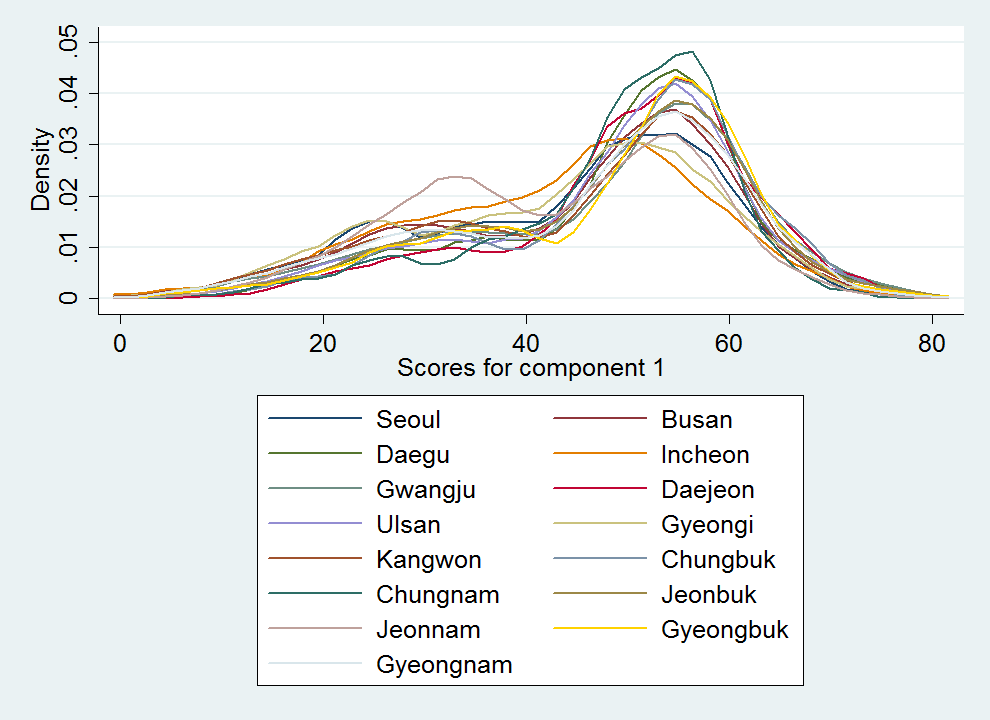 .05
.04
.03
.02
.01
0
Density
0 20 40 60 80
Scores for component 1
Seoul Busan
Daegu Incheon
Gwangju Daejeon
Ulsan Gyeongi
Kangwon Chungbuk
Chungnam Jeonbuk
Jeonnam Gyeongbuk
Gyeongnam